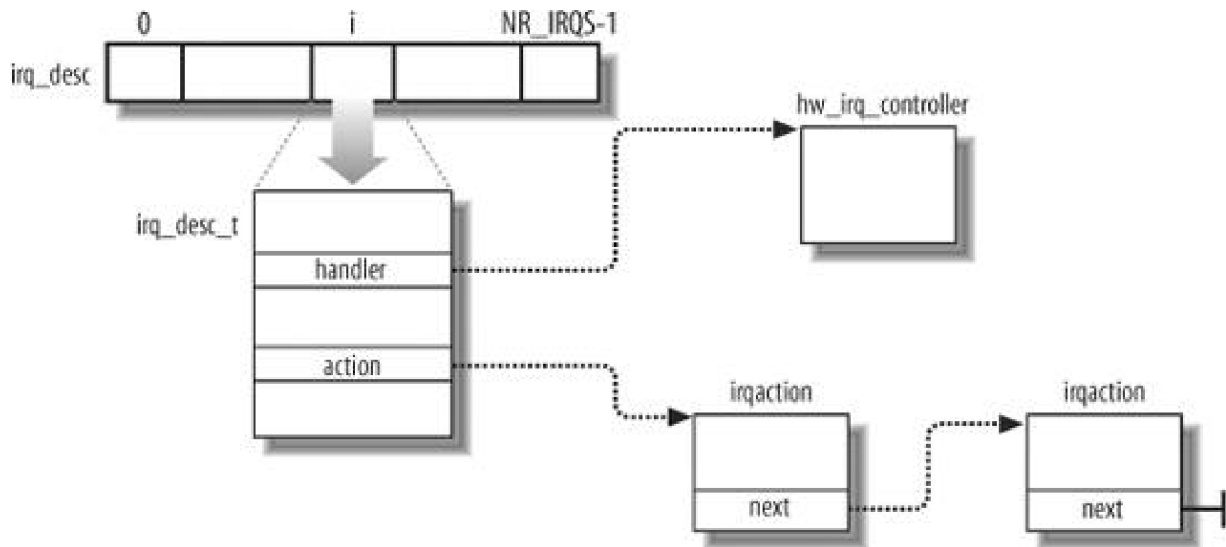 0 i NR_IRQS-1
irq_desc
hw_irq_controller
irq_desc_t
handler
action
irqaction irqaction
next next